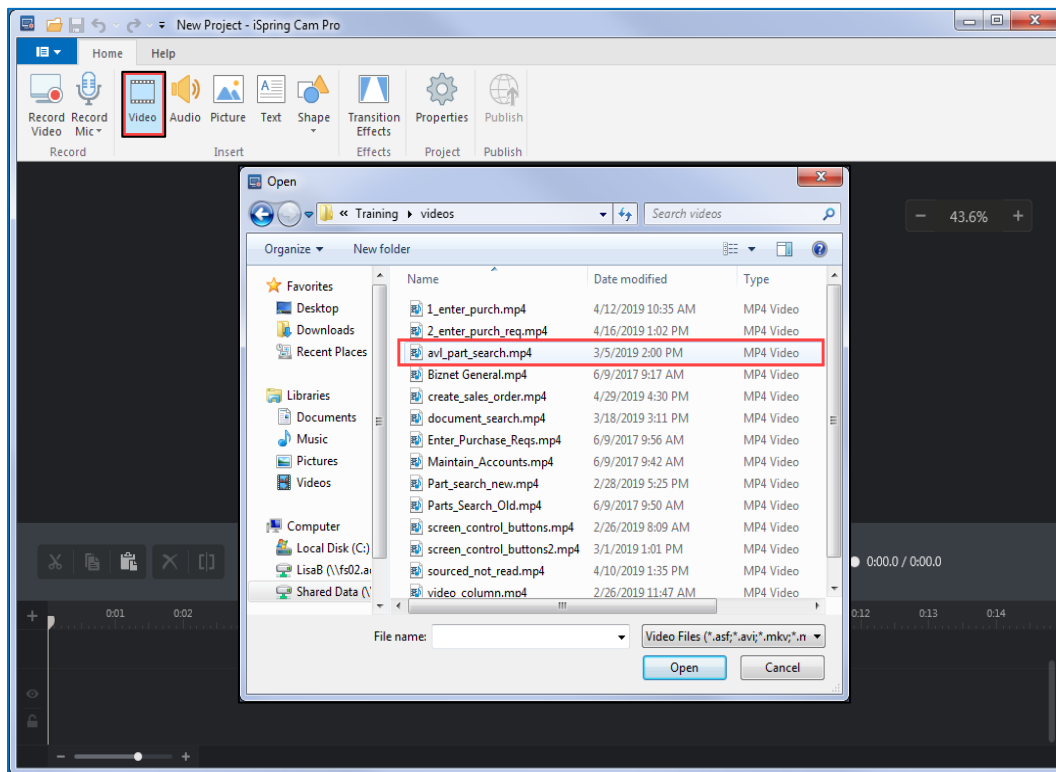 New Project - iSpring Cam Pro
Home Help
Record Video
Record Mic
Video
Audio
Picture
Text
Shape
Transition Effects
Properties
Publish
Record
Insert
Effects
Project
Publish
Open
« Training ▸ videos
Search videos
Organize
New folder
Name Date modified Type
Favorites
Desktop
Downloads
Recent Places
Libraries
Documents
Music
Pictures
Videos
Computer
Local Disk (C:)
LisaB (\\fs02.a
Shared Data (\
1_enter_purch.mp4 4/12/2019 10:35 AM MP4 Video
2_enter_purch_req.mp4 4/16/2019 1:02 PM MP4 Video
avl_part_search.mp4 3/5/2019 2:00 PM MP4 Video
Biznet General.mp4 6/9/2017 9:17 AM MP4 Video
create_sales_order.mp4 4/29/2019 4:30 PM MP4 Video
document_search.mp4 3/18/2019 3:11 PM MP4 Video
Enter_Purchase_Reqs.mp4 6/9/2017 9:56 AM MP4 Video
Maintain_Accounts.mp4 6/9/2017 9:42 AM MP4 Video
Part_search_new.mp4 2/28/2019 5:25 PM MP4 Video
Parts_Search_Old.mp4 6/9/2017 9:50 AM MP4 Video
screen_control_buttons.mp4 2/26/2019 8:09 AM MP4 Video
screen_control_buttons2.mp4 3/1/2019 1:01 PM MP4 Video
sourced_not_read.mp4 4/10/2019 1:35 PM MP4 Video
video_column.mp4 2/26/2019 11:47 AM MP4 Video
File name:
Video Files (*.asf;*.avi;*.mkv;*.n
Open
Cancel
− 43.6% +
0:00.0 / 0:00.0
0:01 0:02 0:12 0:13 0:14